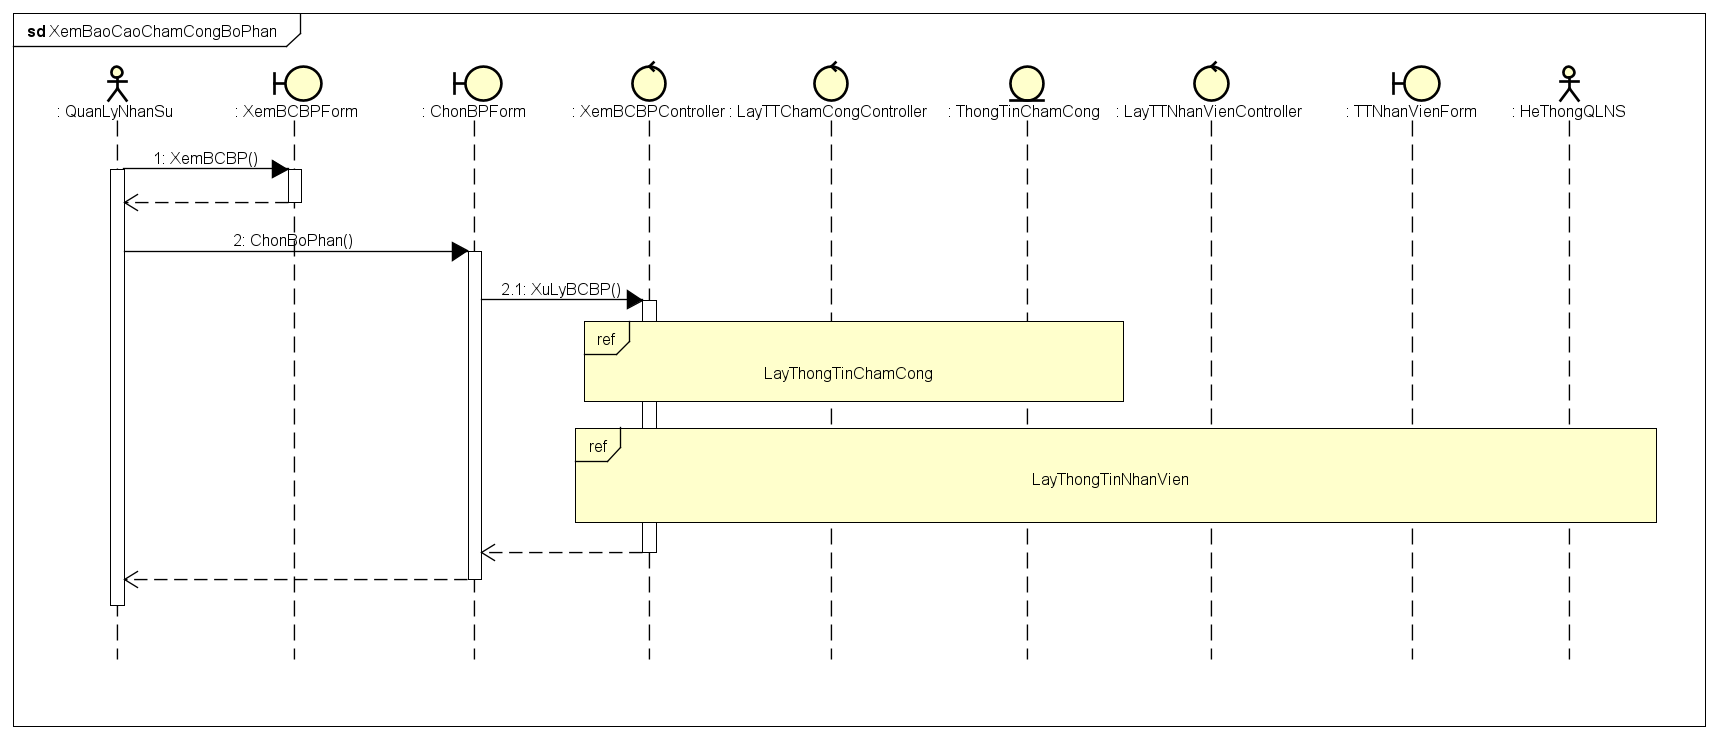 sd XemBaoCaoChamCongBoPhan
: QuanLyNhanSu
: XemBCBPForm
: ChonBPForm
: XemBCBPController
: LayTTChamCongController
: ThongTinChamCong
: LayTTNhanVienController
: TTNhanVienForm
: HeThongQLNS
1: XemBCBP()
2: ChonBoPhan()
2.1: XuLyBCBP()
ref
LayThongTinChamCong
ref
LayThongTinNhanVien